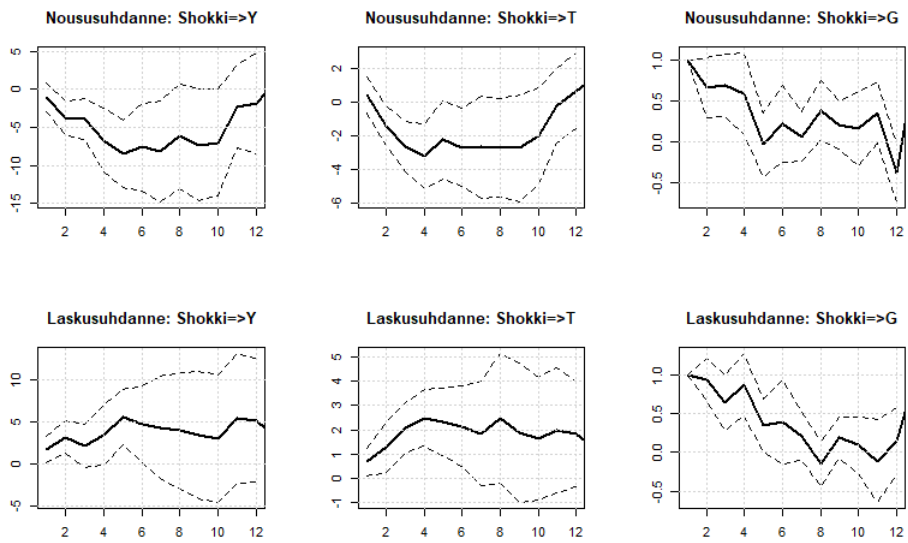 Noususuhdanne: Shokki=>Y
5
0
-5
-10
-15
2 4 6 8 10 12
Noususuhdanne: Shokki=>T
2
0
-2
-4
-6
2 4 6 8 10 12
Noususuhdanne: Shokki=>G
1.0
0.5
0.0
-0.5
2 4 6 8 10 12
Laskusuhdanne: Shokki=>Y
10
5
0
-5
2 4 6 8 10 12
Laskusuhdanne: Shokki=>T
5
4
3
2
1
0
-1
2 4 6 8 10 12
Laskusuhdanne: Shokki=>G
1.0
0.5
0.0
-0.5
2 4 6 8 10 12